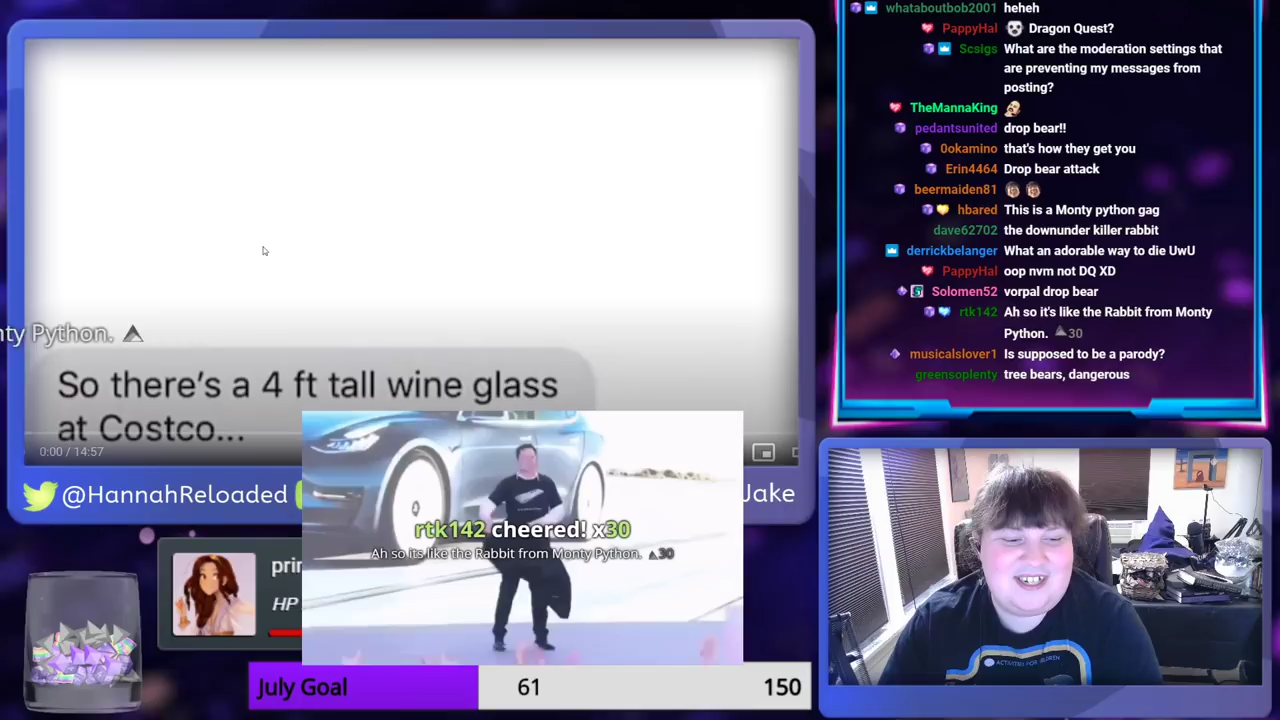 nty Python.
So there's a 4 ft tall wine glass
at Costco...
0:00 / 14:57
@HannahReloaded
Jake
rtk142 cheered! x30
Ah so its like the Rabbit from Monty Python. 30
HP
July Goal 61 150
whataboutbob2001 heheh
PappyHal Dragon Quest?
Scsigs What are the moderation settings that
are preventing my messages from
posting?
TheMannaKing
pedantsunited drop bear!!
0okamino that's how they get you
Erin4464 Drop bear attack
beermaiden81
hbared This is a Monty python gag
dave62702 the downunder killer rabbit
derrickbelanger What an adorable way to die UwU
PappyHal oop nvm not DQ XD
Solomen52 vorpal drop bear
rtk142 Ah so it's like the Rabbit from Monty
Python. 30
musicalslover1 Is supposed to be a parody?
greensoplenty tree bears, dangerous
ACTIVITIES FOR CHILDREN